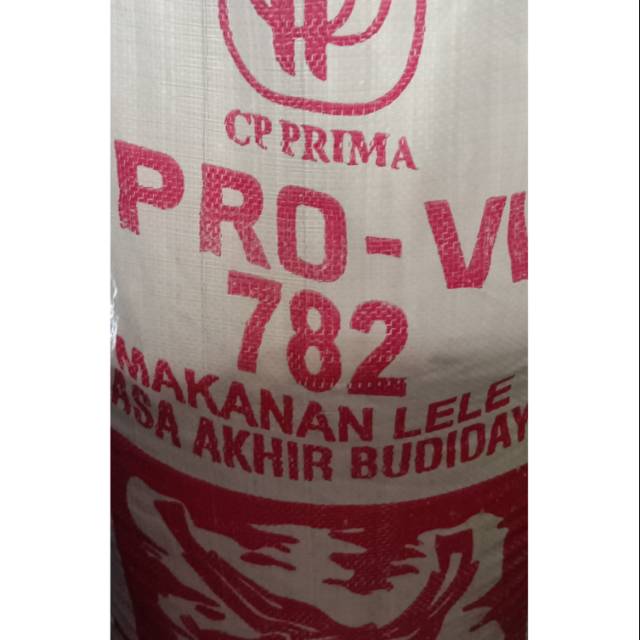 CP PRIMA
PRO-VI
782
MAKANAN LELE
ASA AKHIR BUDIDAY